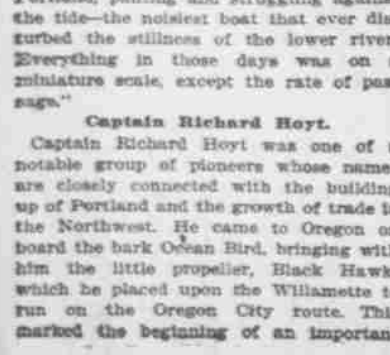 the tide—the noisiest boat that ever dis
turbed the stillness of the lower river
Everything in those days was on
miniature scale, except the rate of pas
sage."
Captain Richard Hoyt.
Captain Richard Hoyt was one of
notable group of pioneers whose name
are closely connected with the buildin
up of Portland and the growth of trade i
the Northwest. He came to Oregon o
board the bark Ocean Bird, bringing wit
him the little propeller, Black Hawk
which he placed upon the Willamette t
run on the Oregon City route. Thi
marked the beginning of an importan